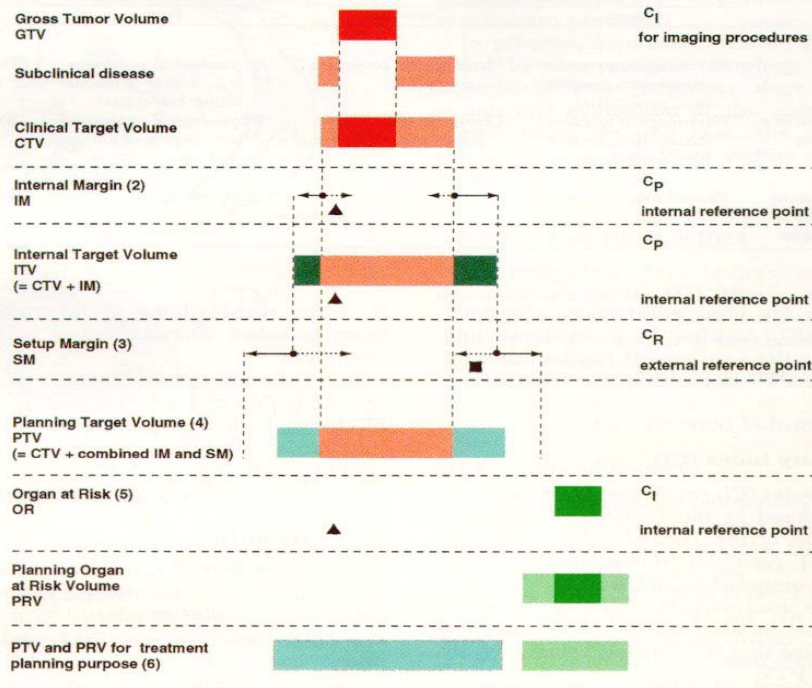 Gross Tumor Volume
GTV
C_I
for imaging procedures
Subclinical disease
Clinical Target Volume
CTV
Internal Margin (2)
IM
C_P
internal reference point
Internal Target Volume
ITV
(= CTV + IM)
C_P
internal reference point
Setup Margin (3)
SM
C_R
external reference point
Planning Target Volume (4)
PTV
(= CTV + combined IM and SM)
Organ at Risk (5)
OR
C_I
internal reference point
Planning Organ
at Risk Volume
PRV
PTV and PRV for treatment
planning purpose (6)